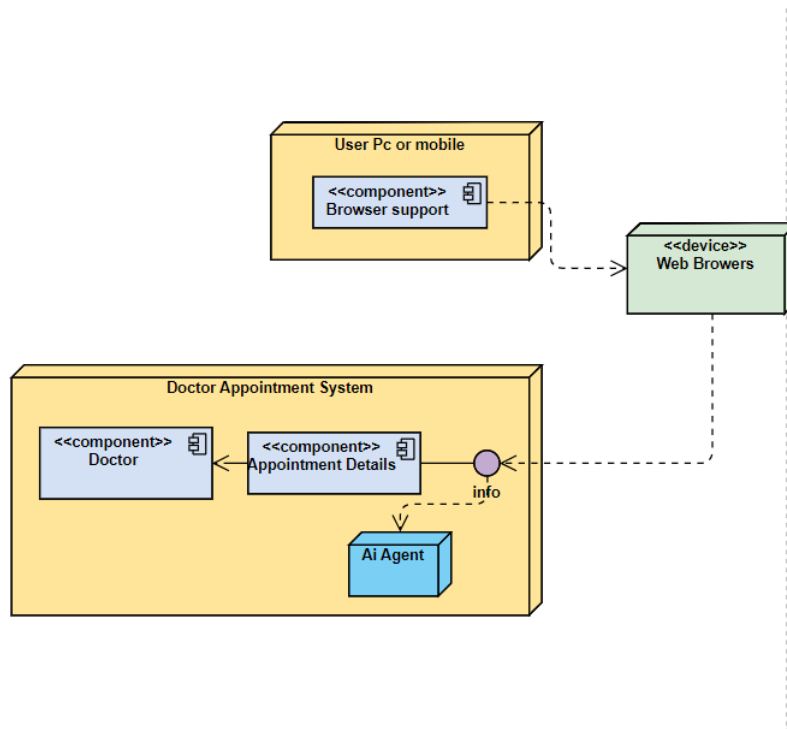 User Pc or mobile
<<component>>
Browser support
<<device>>
Web Browers
Doctor Appointment System
<<component>>
Doctor
<<component>>
Appointment Details
info
Ai Agent